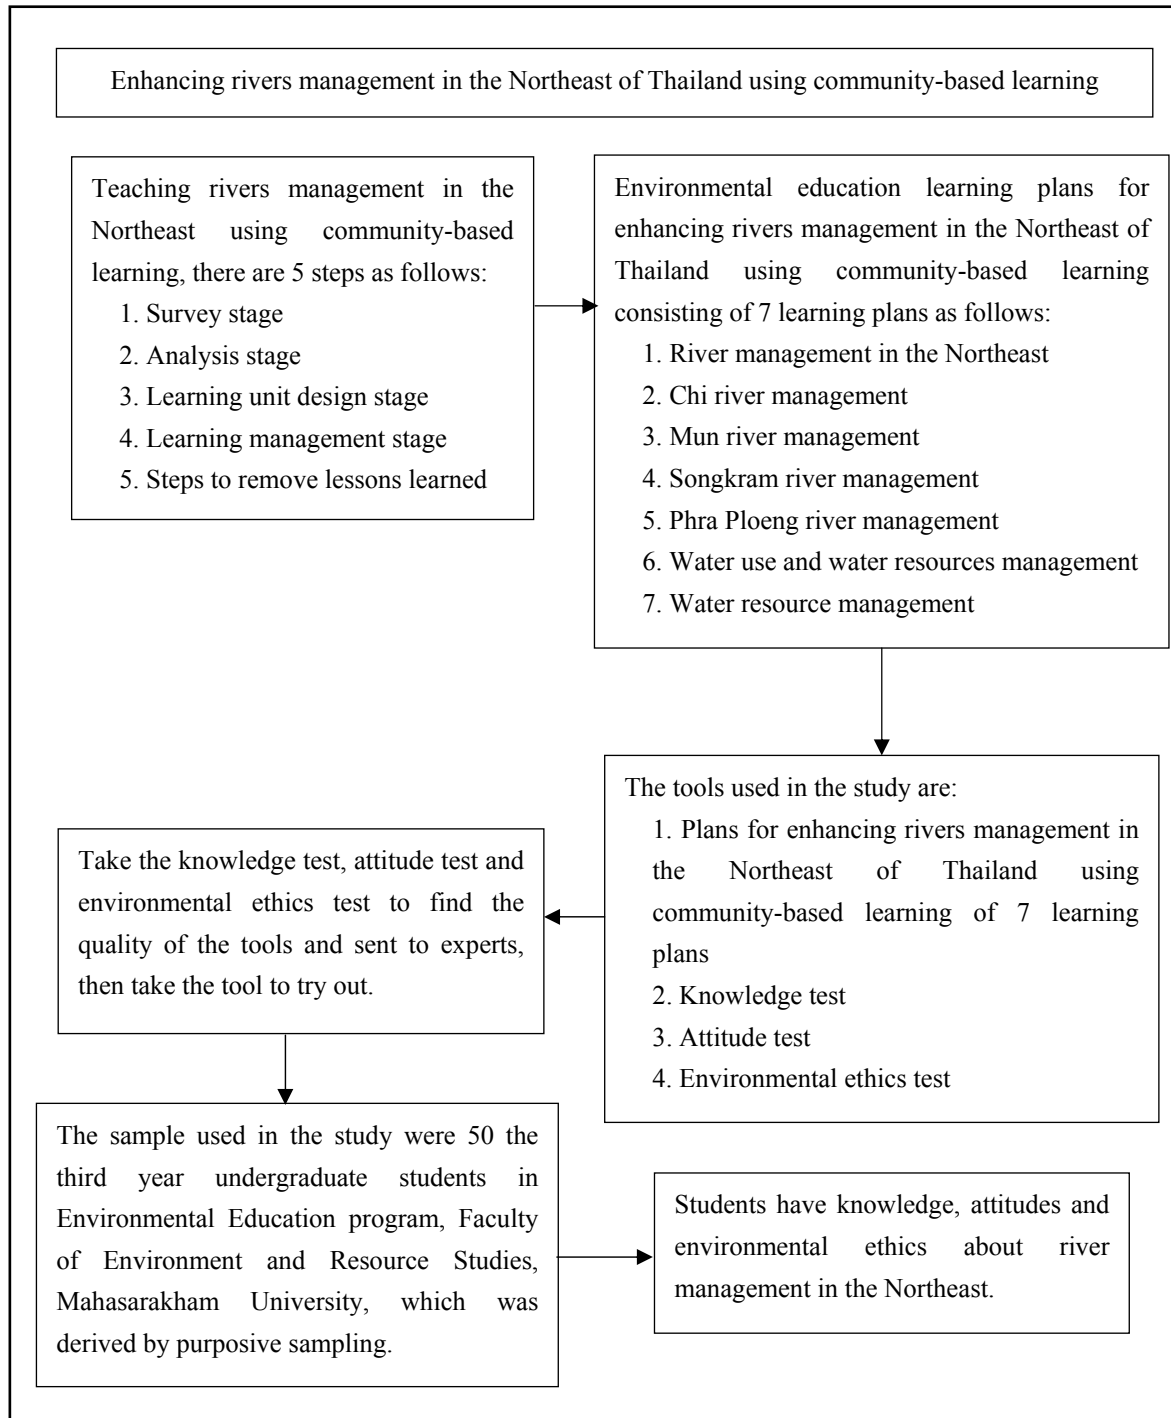 Enhancing rivers management in the Northeast of Thailand using community-based learning
Teaching rivers management in the
Northeast using community-based
learning, there are 5 steps as follows:
1. Survey stage
2. Analysis stage
3. Learning unit design stage
4. Learning management stage
5. Steps to remove lessons learned
Environmental education learning plans for
enhancing rivers management in the Northeast of
Thailand using community-based learning
consisting of 7 learning plans as follows:
1. River management in the Northeast
2. Chi river management
3. Mun river management
4. Songkram river management
5. Phra Ploeng river management
6. Water use and water resources management
7. Water resource management
The tools used in the study are:
1. Plans for enhancing rivers management in
the Northeast of Thailand using
community-based learning of 7 learning
plans
2. Knowledge test
3. Attitude test
4. Environmental ethics test
Take the knowledge test, attitude test and
environmental ethics test to find the
quality of the tools and sent to experts,
then take the tool to try out.
The sample used in the study were 50 the
third year undergraduate students in
Environmental Education program, Faculty
of Environment and Resource Studies,
Mahasarakham University, which was
derived by purposive sampling.
Students have knowledge, attitudes and
environmental ethics about river
management in the Northeast.